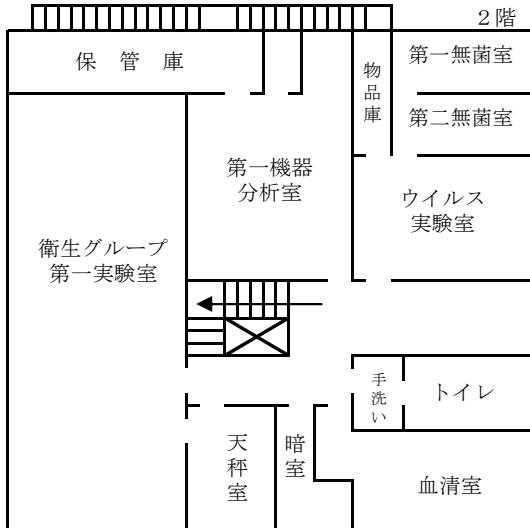 2階
保管庫
物品庫
第一無菌室
第二無菌室
第一機器
分析室
ウイルス
実験室
衛生グループ
第一実験室
手洗い
トイレ
天秤室
暗室
血清室